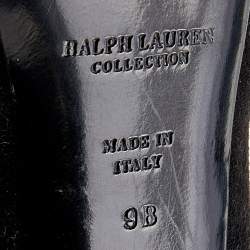 RALPH LAUREN
COLLECTION
MADE IN
ITALY
9B